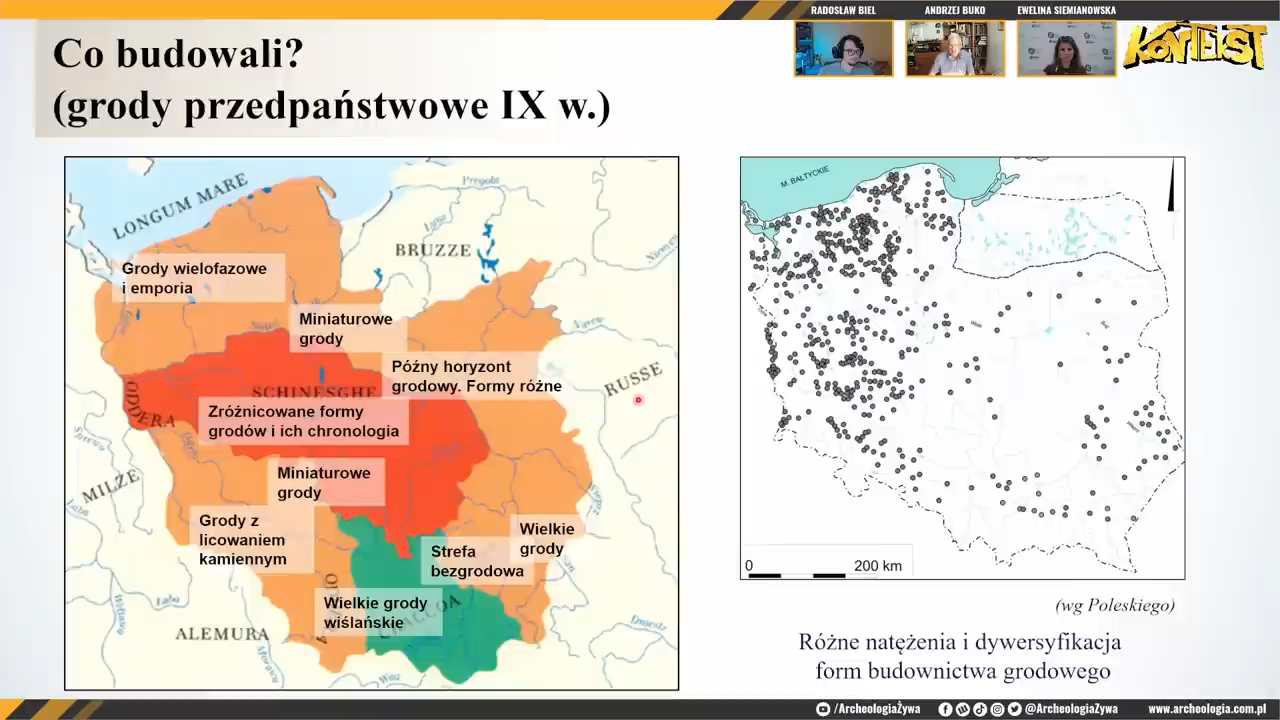 RADOSŁAW BIEL
ANDRZEJ BUKO
EWELINA SIEMIANOWSKA
KONTEKST
Co budowali?
(grody przedpaństwowe IX w.)
LONGUM MARE
Pregoła
BRUZZE
Grody wielofazowe
i emporia
Miniaturowe
grody
Późny horyzont
grodowy. Formy różne
RUSSE
SCHINESGHE
ODDERA
Zróżnicowane formy
grodów i ich chronologia
MILZE
Miniaturowe
grody
Grody z
licowaniem
kamiennym
Wielkie
grody
Strefa
bezgrodowa
Wielkie grody
wiślańskie
ALEMURA
Łaba
M. BAŁTYCKIE
0
200 km
(wg Poleskiego)
Różne natężenia i dywersyfikacja
form budownictwa grodowego
/ArcheologiaŻywa
@ArcheologiaŻywa
www.archeologia.com.pl